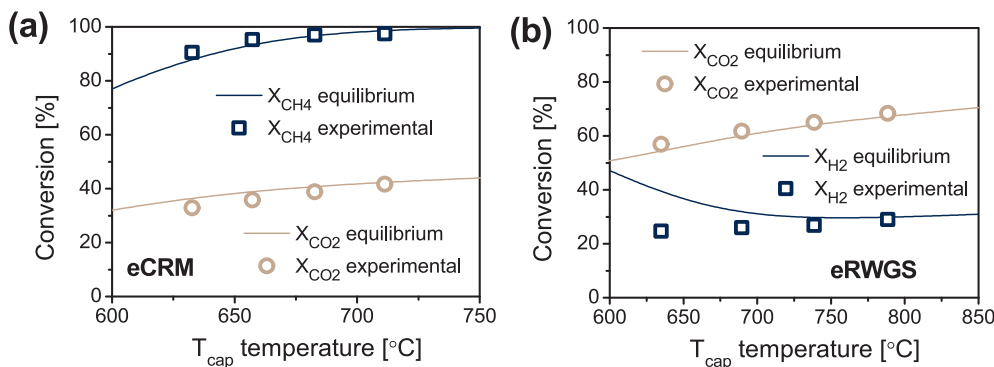 (a)
100
80
60
40
20
0
Conversion [%]
X_CH4 equilibrium
X_CH4 experimental
X_CO2 equilibrium
X_CO2 experimental
eCRM
600
650
700
750
T_cap temperature [°C]
(b)
100
80
60
40
20
0
Conversion [%]
X_CO2 equilibrium
X_CO2 experimental
X_H2 equilibrium
X_H2 experimental
eRWGS
600
650
700
750
800
850
T_cap temperature [°C]